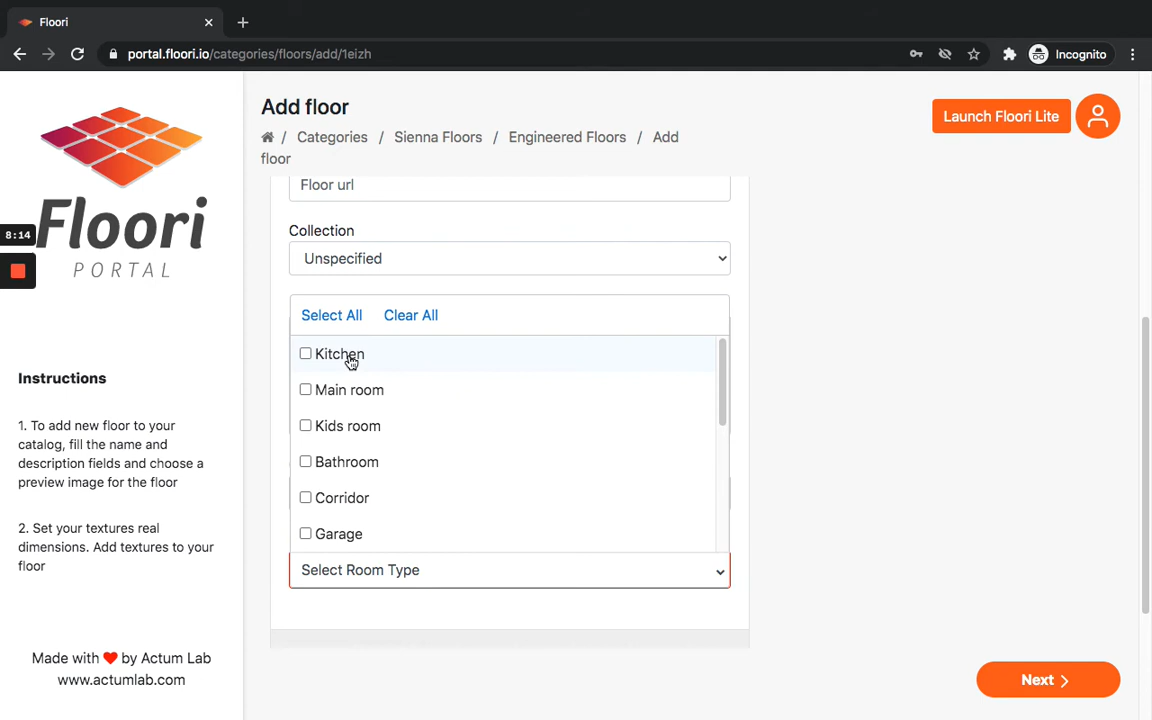 Floori
portal.floori.io/categories/floors/add/1eizh
Incognito
Floori
PORTAL
8:14
Instructions
1. To add new floor to your
catalog, fill the name and
description fields and choose a
preview image for the floor
2. Set your textures real
dimensions. Add textures to your
floor
Made with ❤ by Actum Lab
www.actumlab.com
Add floor
/ Categories / Sienna Floors / Engineered Floors / Add
floor
Launch Floori Lite
Floor url
Collection
Unspecified
Select All Clear All
Kitchen
Main room
Kids room
Bathroom
Corridor
Garage
Select Room Type
Next